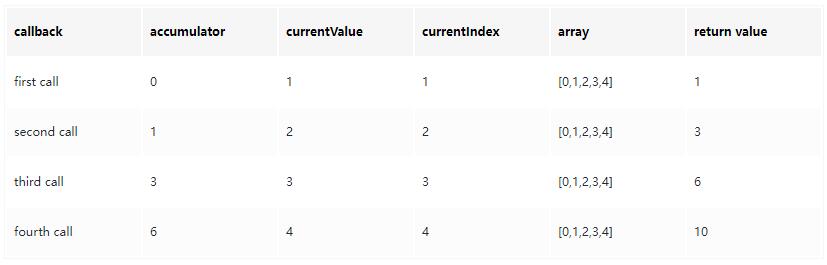 callback accumulator currentValue currentIndex array return value
first call 0 1 1 [0,1,2,3,4] 1
second call 1 2 2 [0,1,2,3,4] 3
third call 3 3 3 [0,1,2,3,4] 6
fourth call 6 4 4 [0,1,2,3,4] 10